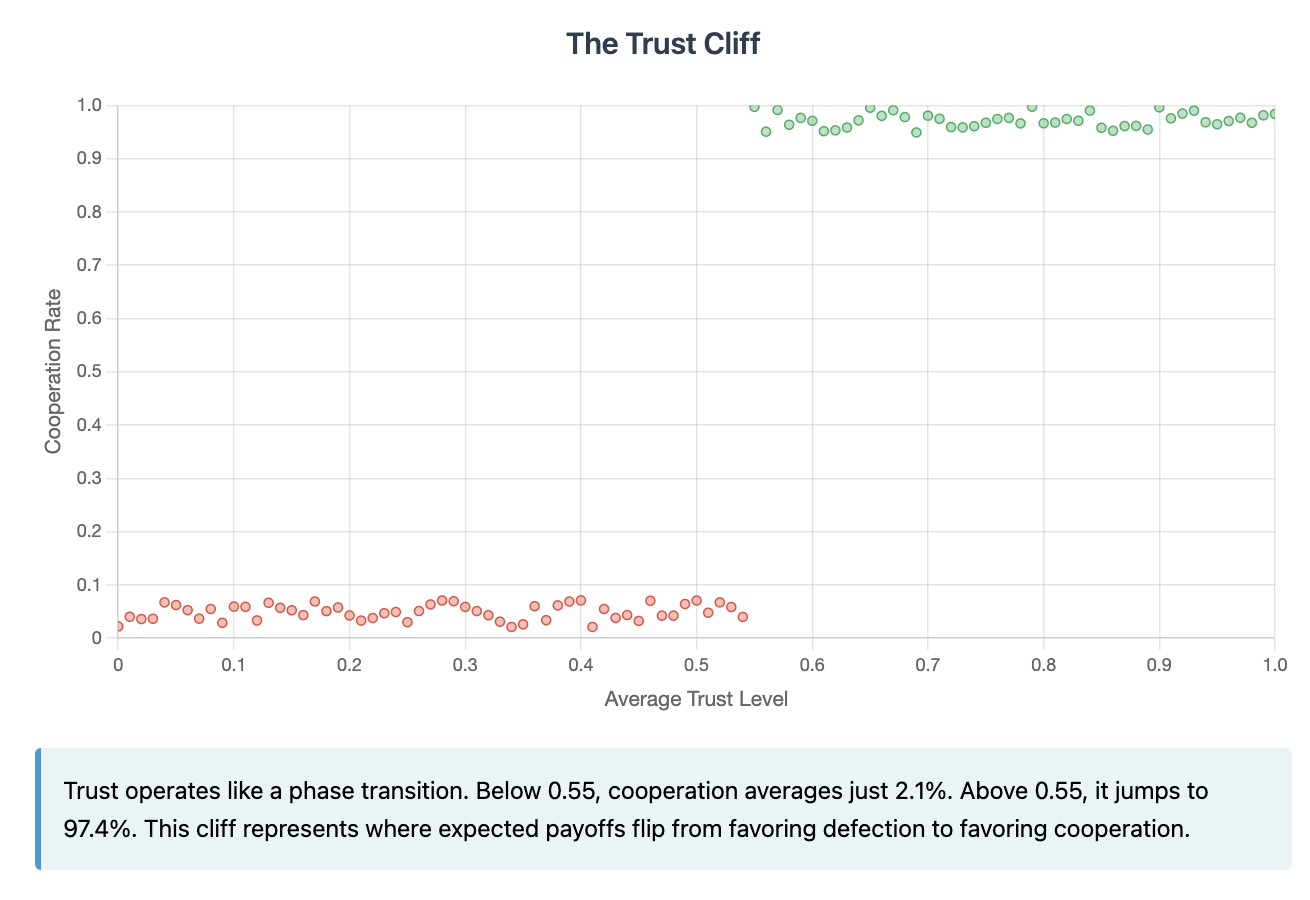 The Trust Cliff
1.0
0.9
0.8
0.7
0.6
0.5
0.4
0.3
0.2
0.1
0
Cooperation Rate
0 0.1 0.2 0.3 0.4 0.5 0.6 0.7 0.8 0.9 1.0
Average Trust Level
Trust operates like a phase transition. Below 0.55, cooperation averages just 2.1%. Above 0.55, it jumps to
97.4%. This cliff represents where expected payoffs flip from favoring defection to favoring cooperation.